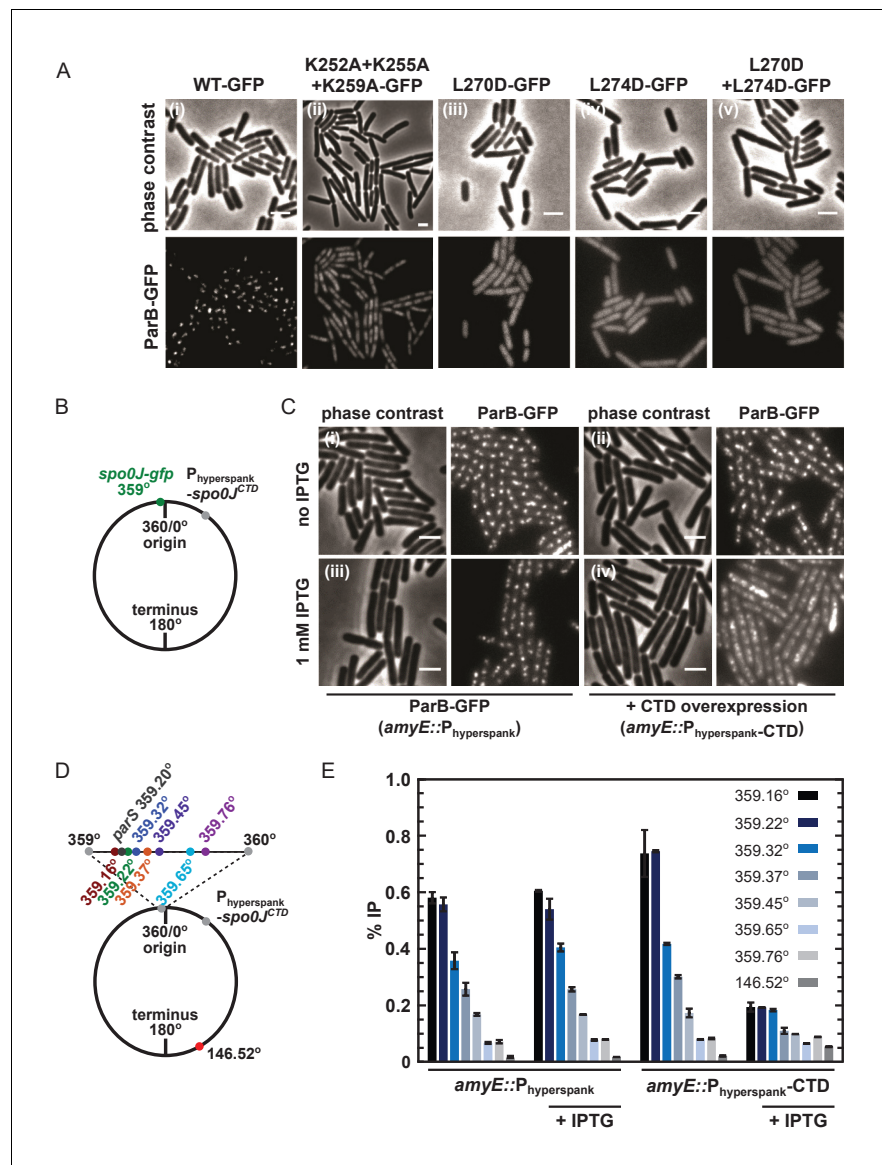 A
WT-GFP
K252A+K255A
+K259A-GFP
L270D-GFP
L274D-GFP
L270D
+L274D-GFP
phase contrast
(i)
(ii)
(iii)
(iv)
(v)
ParB-GFP
B
spo0J-gfp
359°
Phyperspank
-spo0J^CTD
360/0°
origin
terminus
180°
C
phase contrast
ParB-GFP
phase contrast
ParB-GFP
no IPTG
(i)
(ii)
1 mM IPTG
(iii)
(iv)
ParB-GFP
(amyE::Phyperspank)
+ CTD overexpression
(amyE::Phyperspank-CTD)
D
359°
parS 359.20°
359.32°
359.45°
359.76°
360°
359.16°
359.22°
359.37°
359.65°
Phyperspank
-spo0J^CTD
360/0°
origin
terminus
180°
146.52°
E
% IP
1.0
0.8
0.6
0.4
0.2
0
359.16°
359.22°
359.32°
359.37°
359.45°
359.65°
359.76°
146.52°
amyE::Phyperspank
+ IPTG
amyE::Phyperspank-CTD
+ IPTG